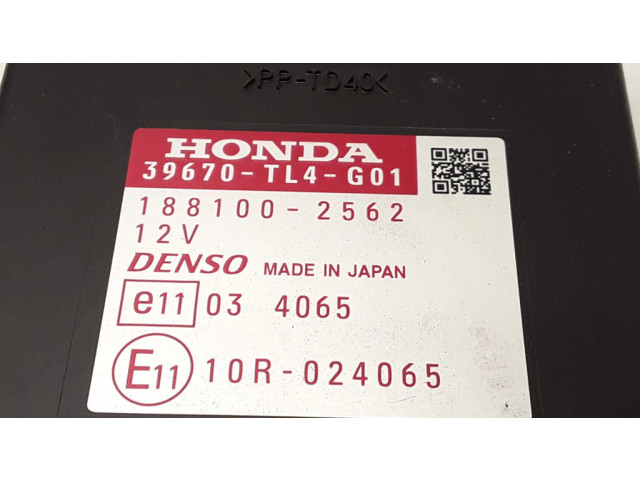 >PP-TD40<
HONDA
39670-TL4-G01
188100-2562
12V
DENSO MADE IN JAPAN
e11 03 4065
E11 10R-024065